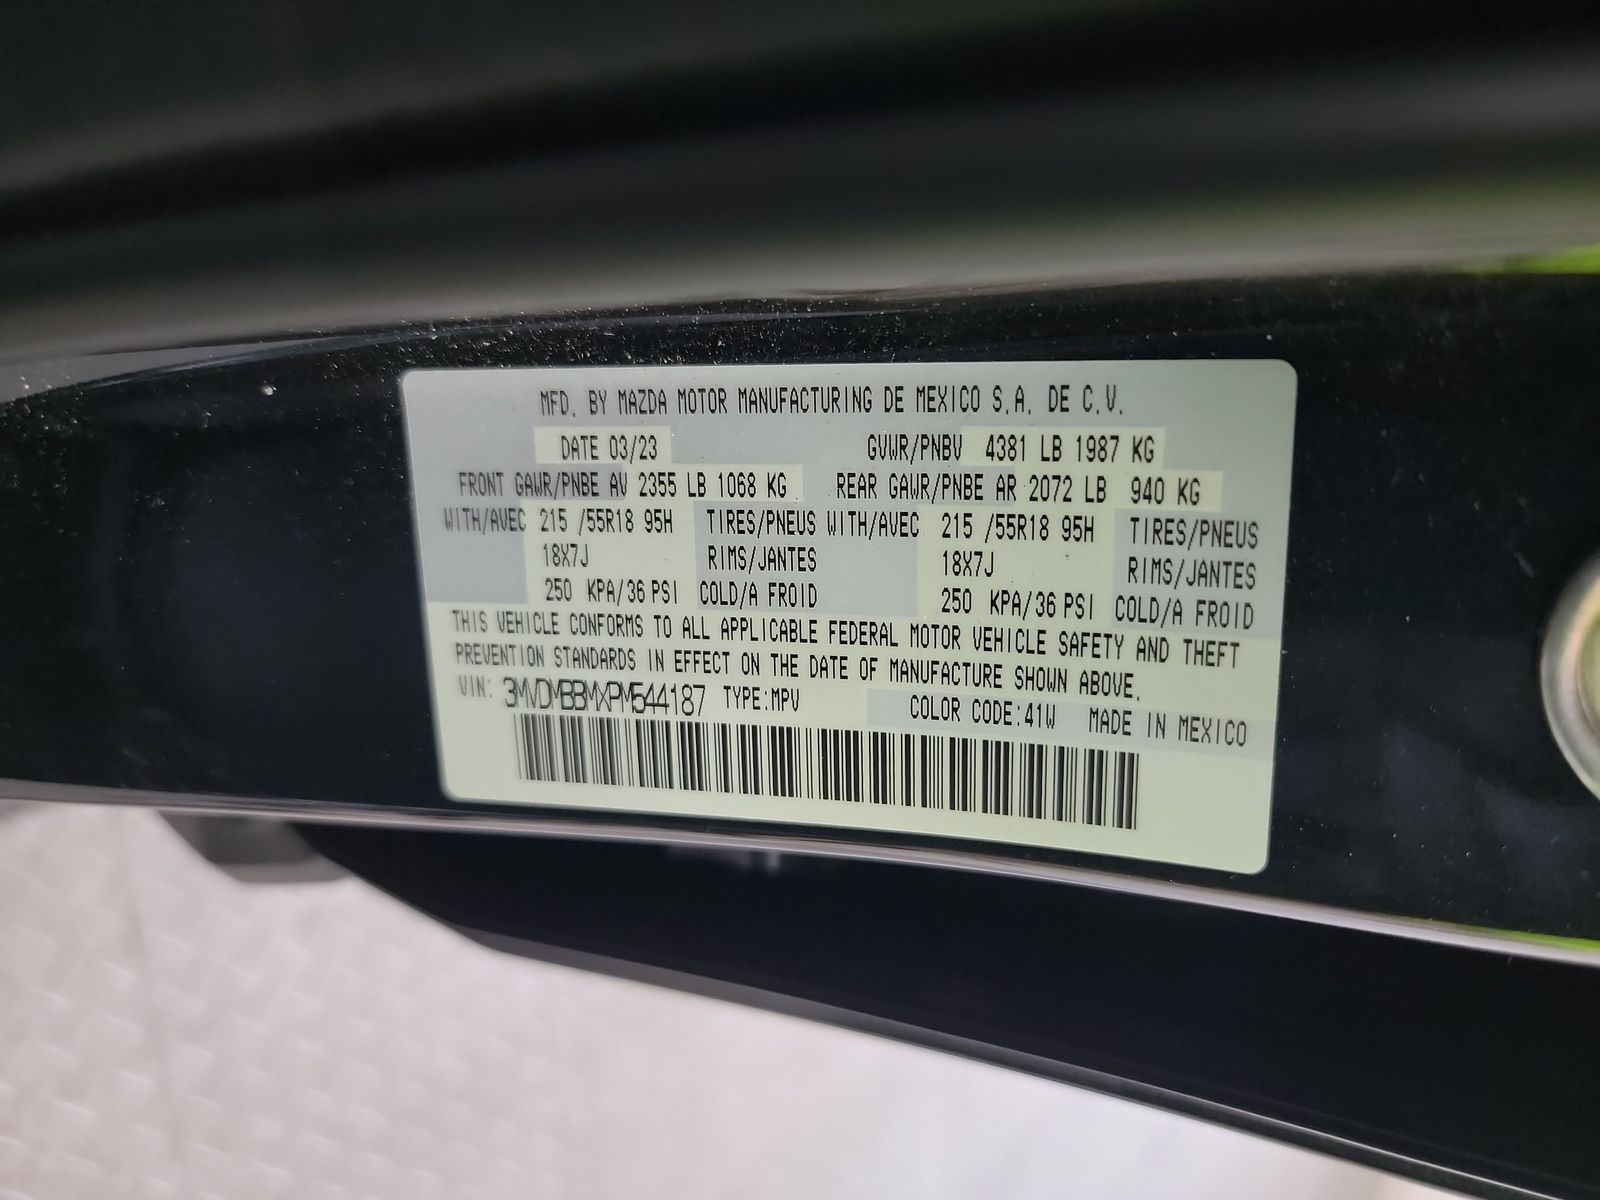 MFD. BY MAZDA MOTOR MANUFACTURING DE MEXICO S.A. DE C.V.
DATE 03/23 GVWR/PNBV 4381 LB 1987 KG
FRONT GAWR/PNBE AV 2355 LB 1068 KG REAR GAWR/PNBE AR 2072 LB 940 KG
WITH/AVEC 215 /55R18 95H TIRES/PNEUS WITH/AVEC 215 /55R18 95H TIRES/PNEUS
18X7J RIMS/JANTES 18X7J RIMS/JANTES
250 KPA/36 PSI COLD/A FROID 250 KPA/36 PSI COLD/A FROID
THIS VEHICLE CONFORMS TO ALL APPLICABLE FEDERAL MOTOR VEHICLE SAFETY AND THEFT
PREVENTION STANDARDS IN EFFECT ON THE DATE OF MANUFACTURE SHOWN ABOVE.
VIN: 3MVDMBBMXPM544187 TYPE:MPV COLOR CODE:41W MADE IN MEXICO